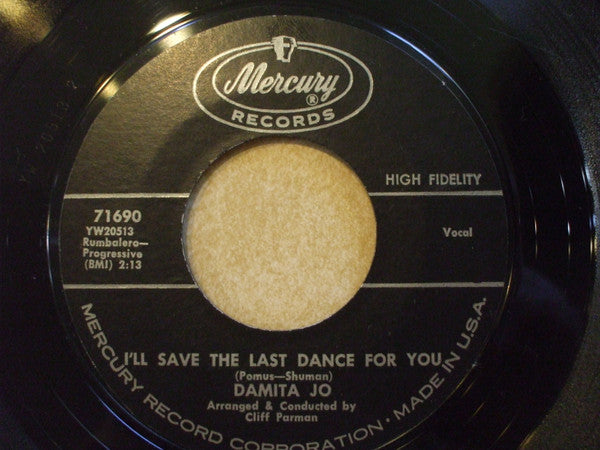 Mercury
®
RECORDS
HIGH FIDELITY
71690
YW20513
Rumbalero—
Progressive
(BMI) 2:13
Vocal
I'LL SAVE THE LAST DANCE FOR YOU
(Pomus—Shuman)
DAMITA JO
Arranged & Conducted by
Cliff Parman
MERCURY RECORD CORPORATION • MADE IN U.S.A.